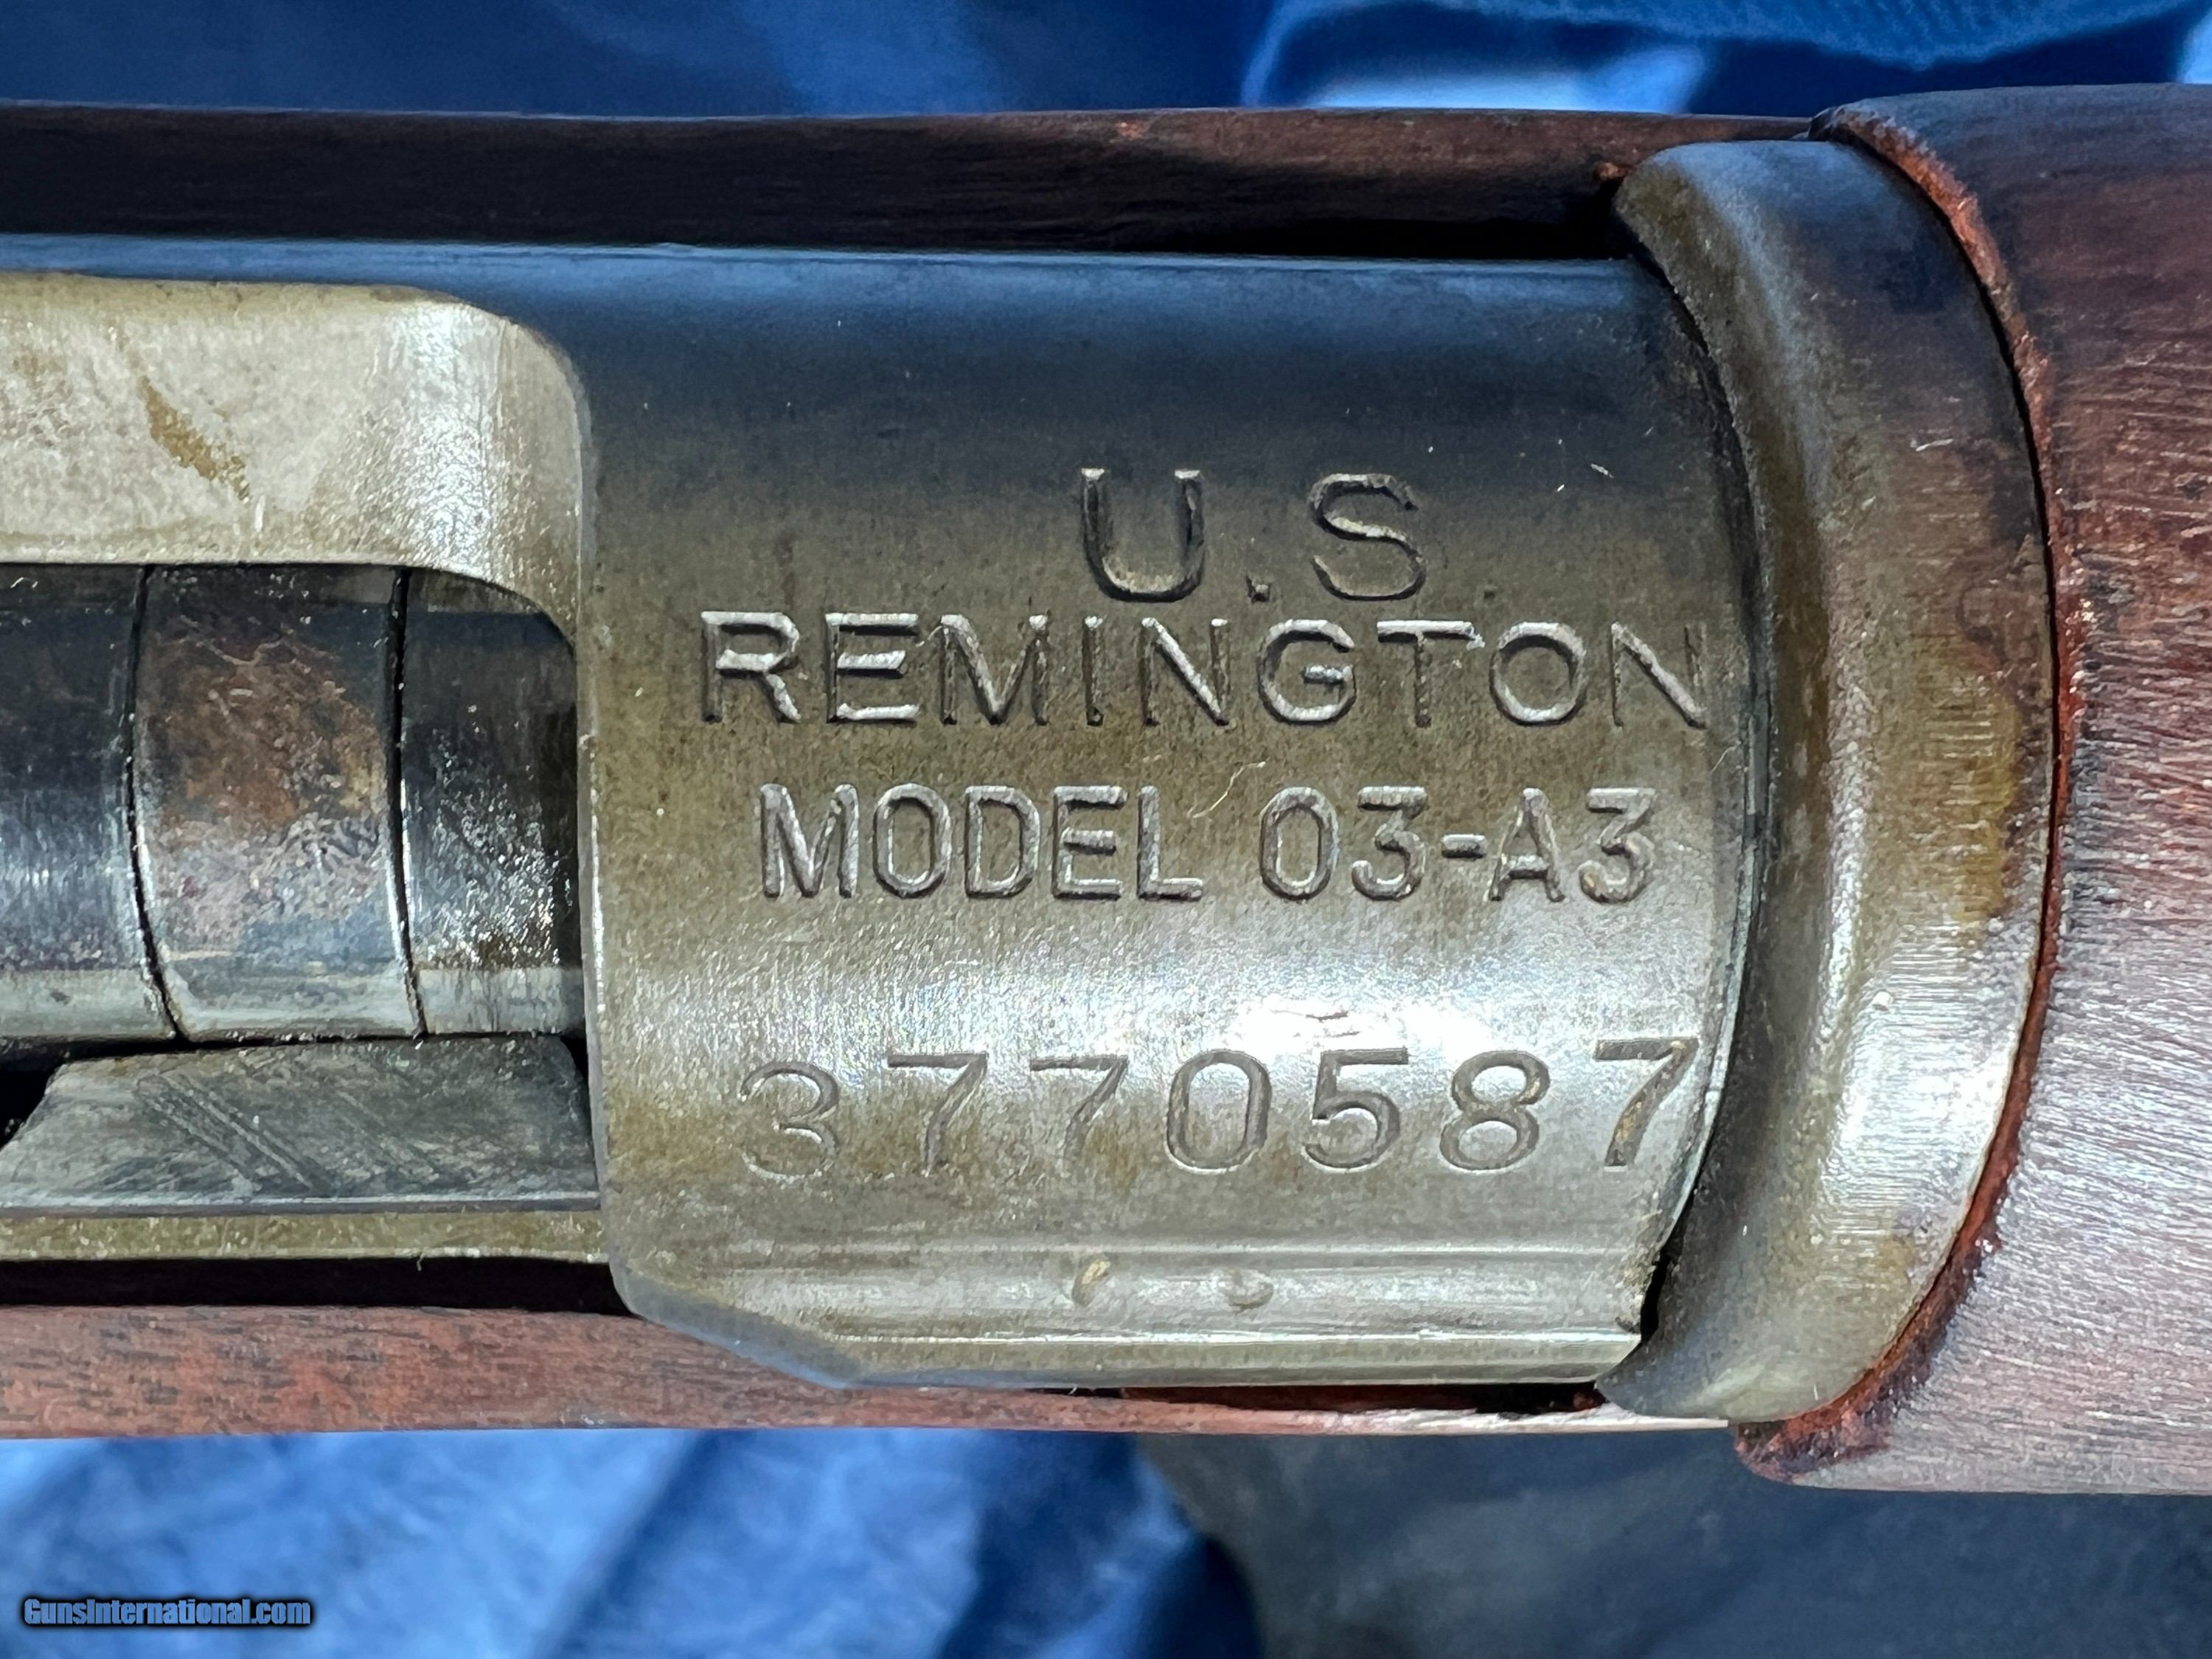 U.S.
REMINGTON
MODEL 03-A3
3770587
GunsInternational.com